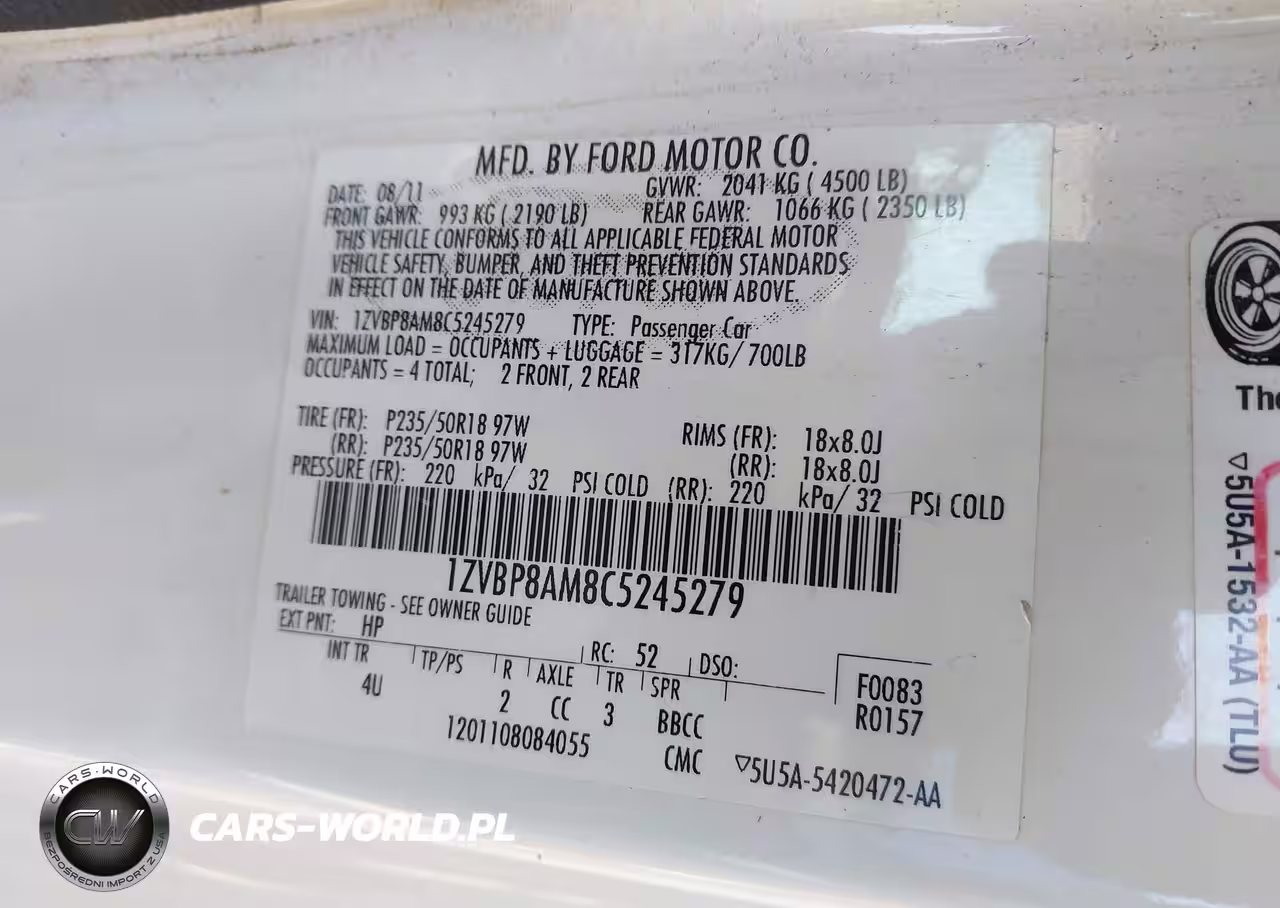 MFD. BY FORD MOTOR CO.
DATE: 08/11 GVWR: 2041 KG ( 4500 LB)
FRONT GAWR: 993 KG ( 2190 LB) REAR GAWR: 1066 KG ( 2350 LB)
THIS VEHICLE CONFORMS TO ALL APPLICABLE FEDERAL MOTOR
VEHICLE SAFETY, BUMPER, AND THEFT PREVENTION STANDARDS
IN EFFECT ON THE DATE OF MANUFACTURE SHOWN ABOVE.
VIN: 1ZVBP8AM8C5245279 TYPE: Passenger Car
MAXIMUM LOAD = OCCUPANTS + LUGGAGE = 317KG/ 700LB
OCCUPANTS = 4 TOTAL; 2 FRONT, 2 REAR
TIRE (FR): P235/50R18 97W RIMS (FR): 18x8.0J
(RR): P235/50R18 97W (RR): 18x8.0J
PRESSURE (FR): 220 kPa/ 32 PSI COLD (RR): 220 kPa/ 32 PSI COLD
1ZVBP8AM8C5245279
TRAILER TOWING - SEE OWNER GUIDE
EXT PNT: HP RC: 52 DSO:
INT TR TP/PS R AXLE TR SPR F0083
4U 2 CC 3 BBCC R0157
1201108084055 CMC ▽5U5A-5420472-AA
The
▽5U5A-1532-AA (TLU)
CARS-WORLD
CW
BEZPOŚREDNI IMPORT Z USA
CARS-WORLD.PL